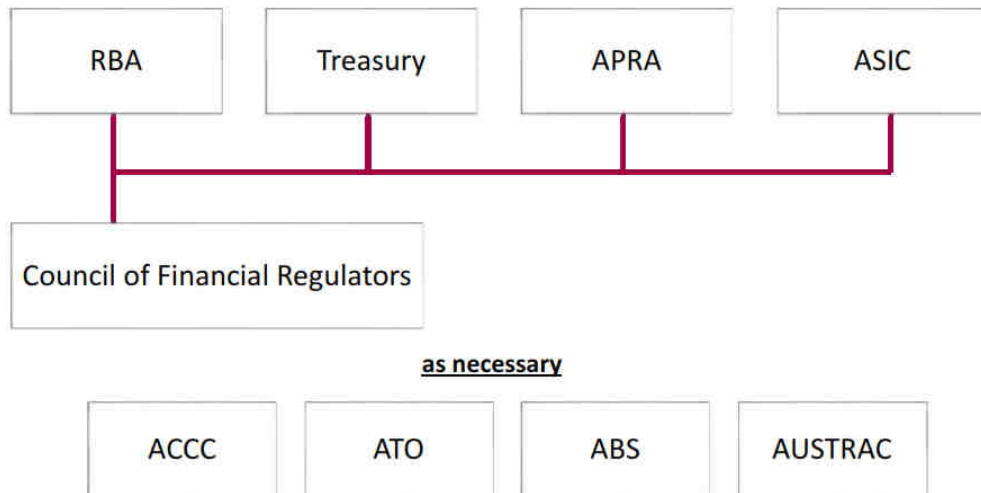 RBA
Treasury
APRA
ASIC
Council of Financial Regulators
as necessary
ACCC
ATO
ABS
AUSTRAC